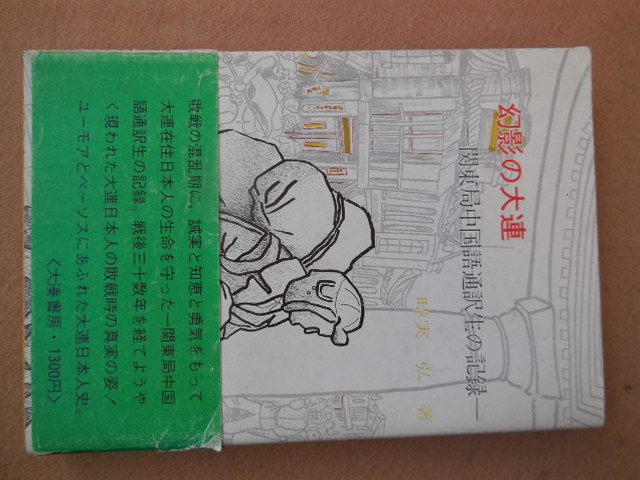 幻影の大連
―関東局中国語通訳生の記録―
時実 弘 著
敗戦の混乱期に、誠実と知恵と勇気をもって
大連在住日本人の生命を守った一関東局中国
語通訳生の記録。戦後三十数年を経てようや
く現われた大連日本人の敗戦時の真実の姿！
ユーモアとペーソスにあふれた大連日本人史。
〈大湊書房・1300円〉